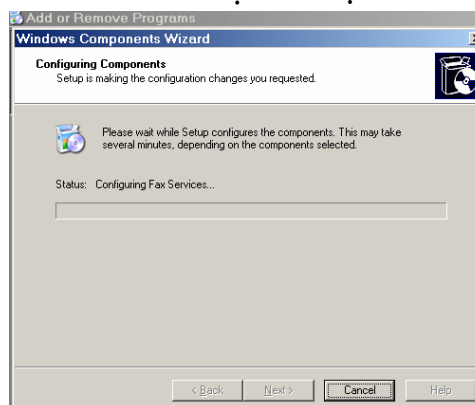 Add or Remove Programs
Windows Components Wizard
Configuring Components
Setup is making the configuration changes you requested.
Please wait while Setup configures the components. This may take
several minutes, depending on the components selected.
Status: Configuring Fax Services...
< Back Next > Cancel Help